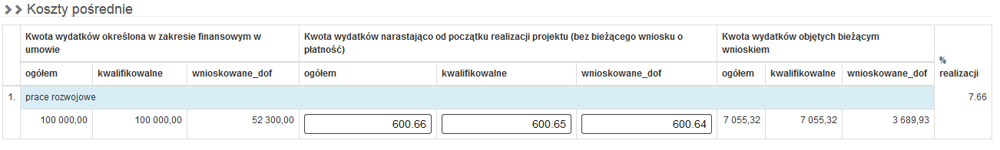 Koszty pośrednie
Kwota wydatków określona w zakresie finansowym w
umowie
Kwota wydatków narastająco od początku realizacji projektu (bez bieżącego wniosku o
płatność)
Kwota wydatków objętych bieżącym
wnioskiem
%
realizacji
ogółem kwalifikowalne wnioskowane_dof ogółem kwalifikowalne wnioskowane_dof ogółem kwalifikowalne wnioskowane_dof
1. prace rozwojowe 7.66
100 000,00 100 000,00 52 300,00 600.66 600.65 600.64 7 055,32 7 055,32 3 689,93